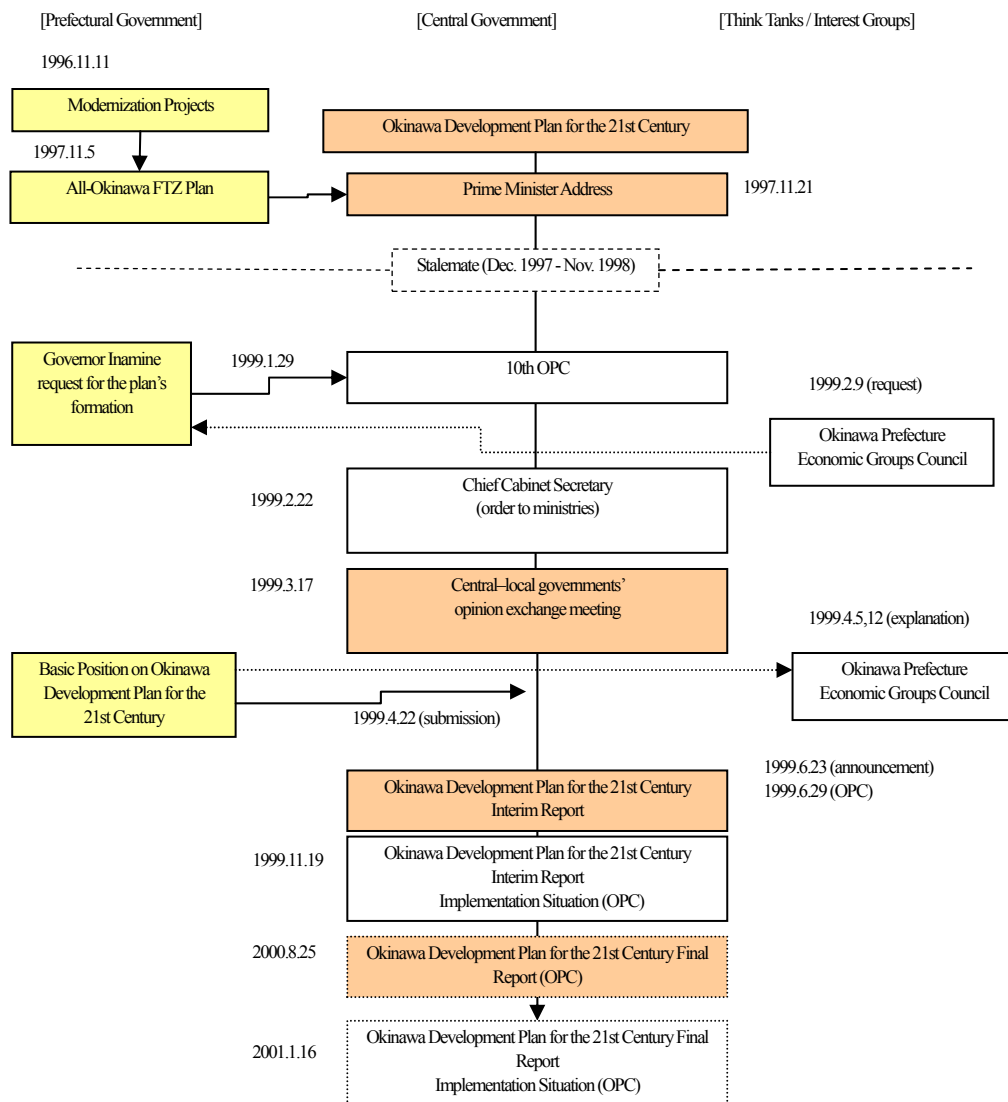 [Prefectural Government]
[Central Government]
[Think Tanks / Interest Groups]
1996.11.11
Modernization Projects
Okinawa Development Plan for the 21st Century
1997.11.5
All-Okinawa FTZ Plan
Prime Minister Address
1997.11.21
Stalemate (Dec. 1997 - Nov. 1998)
Governor Inamine
request for the plan's
formation
1999.1.29
10th OPC
1999.2.9 (request)
Okinawa Prefecture
Economic Groups Council
1999.2.22
Chief Cabinet Secretary
(order to ministries)
1999.3.17
Central–local governments'
opinion exchange meeting
1999.4.5,12 (explanation)
Basic Position on Okinawa
Development Plan for the
21st Century
Okinawa Prefecture
Economic Groups Council
1999.4.22 (submission)
1999.6.23 (announcement)
1999.6.29 (OPC)
Okinawa Development Plan for the 21st Century
Interim Report
1999.11.19
Okinawa Development Plan for the 21st Century
Interim Report
Implementation Situation (OPC)
2000.8.25
Okinawa Development Plan for the 21st Century Final
Report (OPC)
2001.1.16
Okinawa Development Plan for the 21st Century Final
Report
Implementation Situation (OPC)